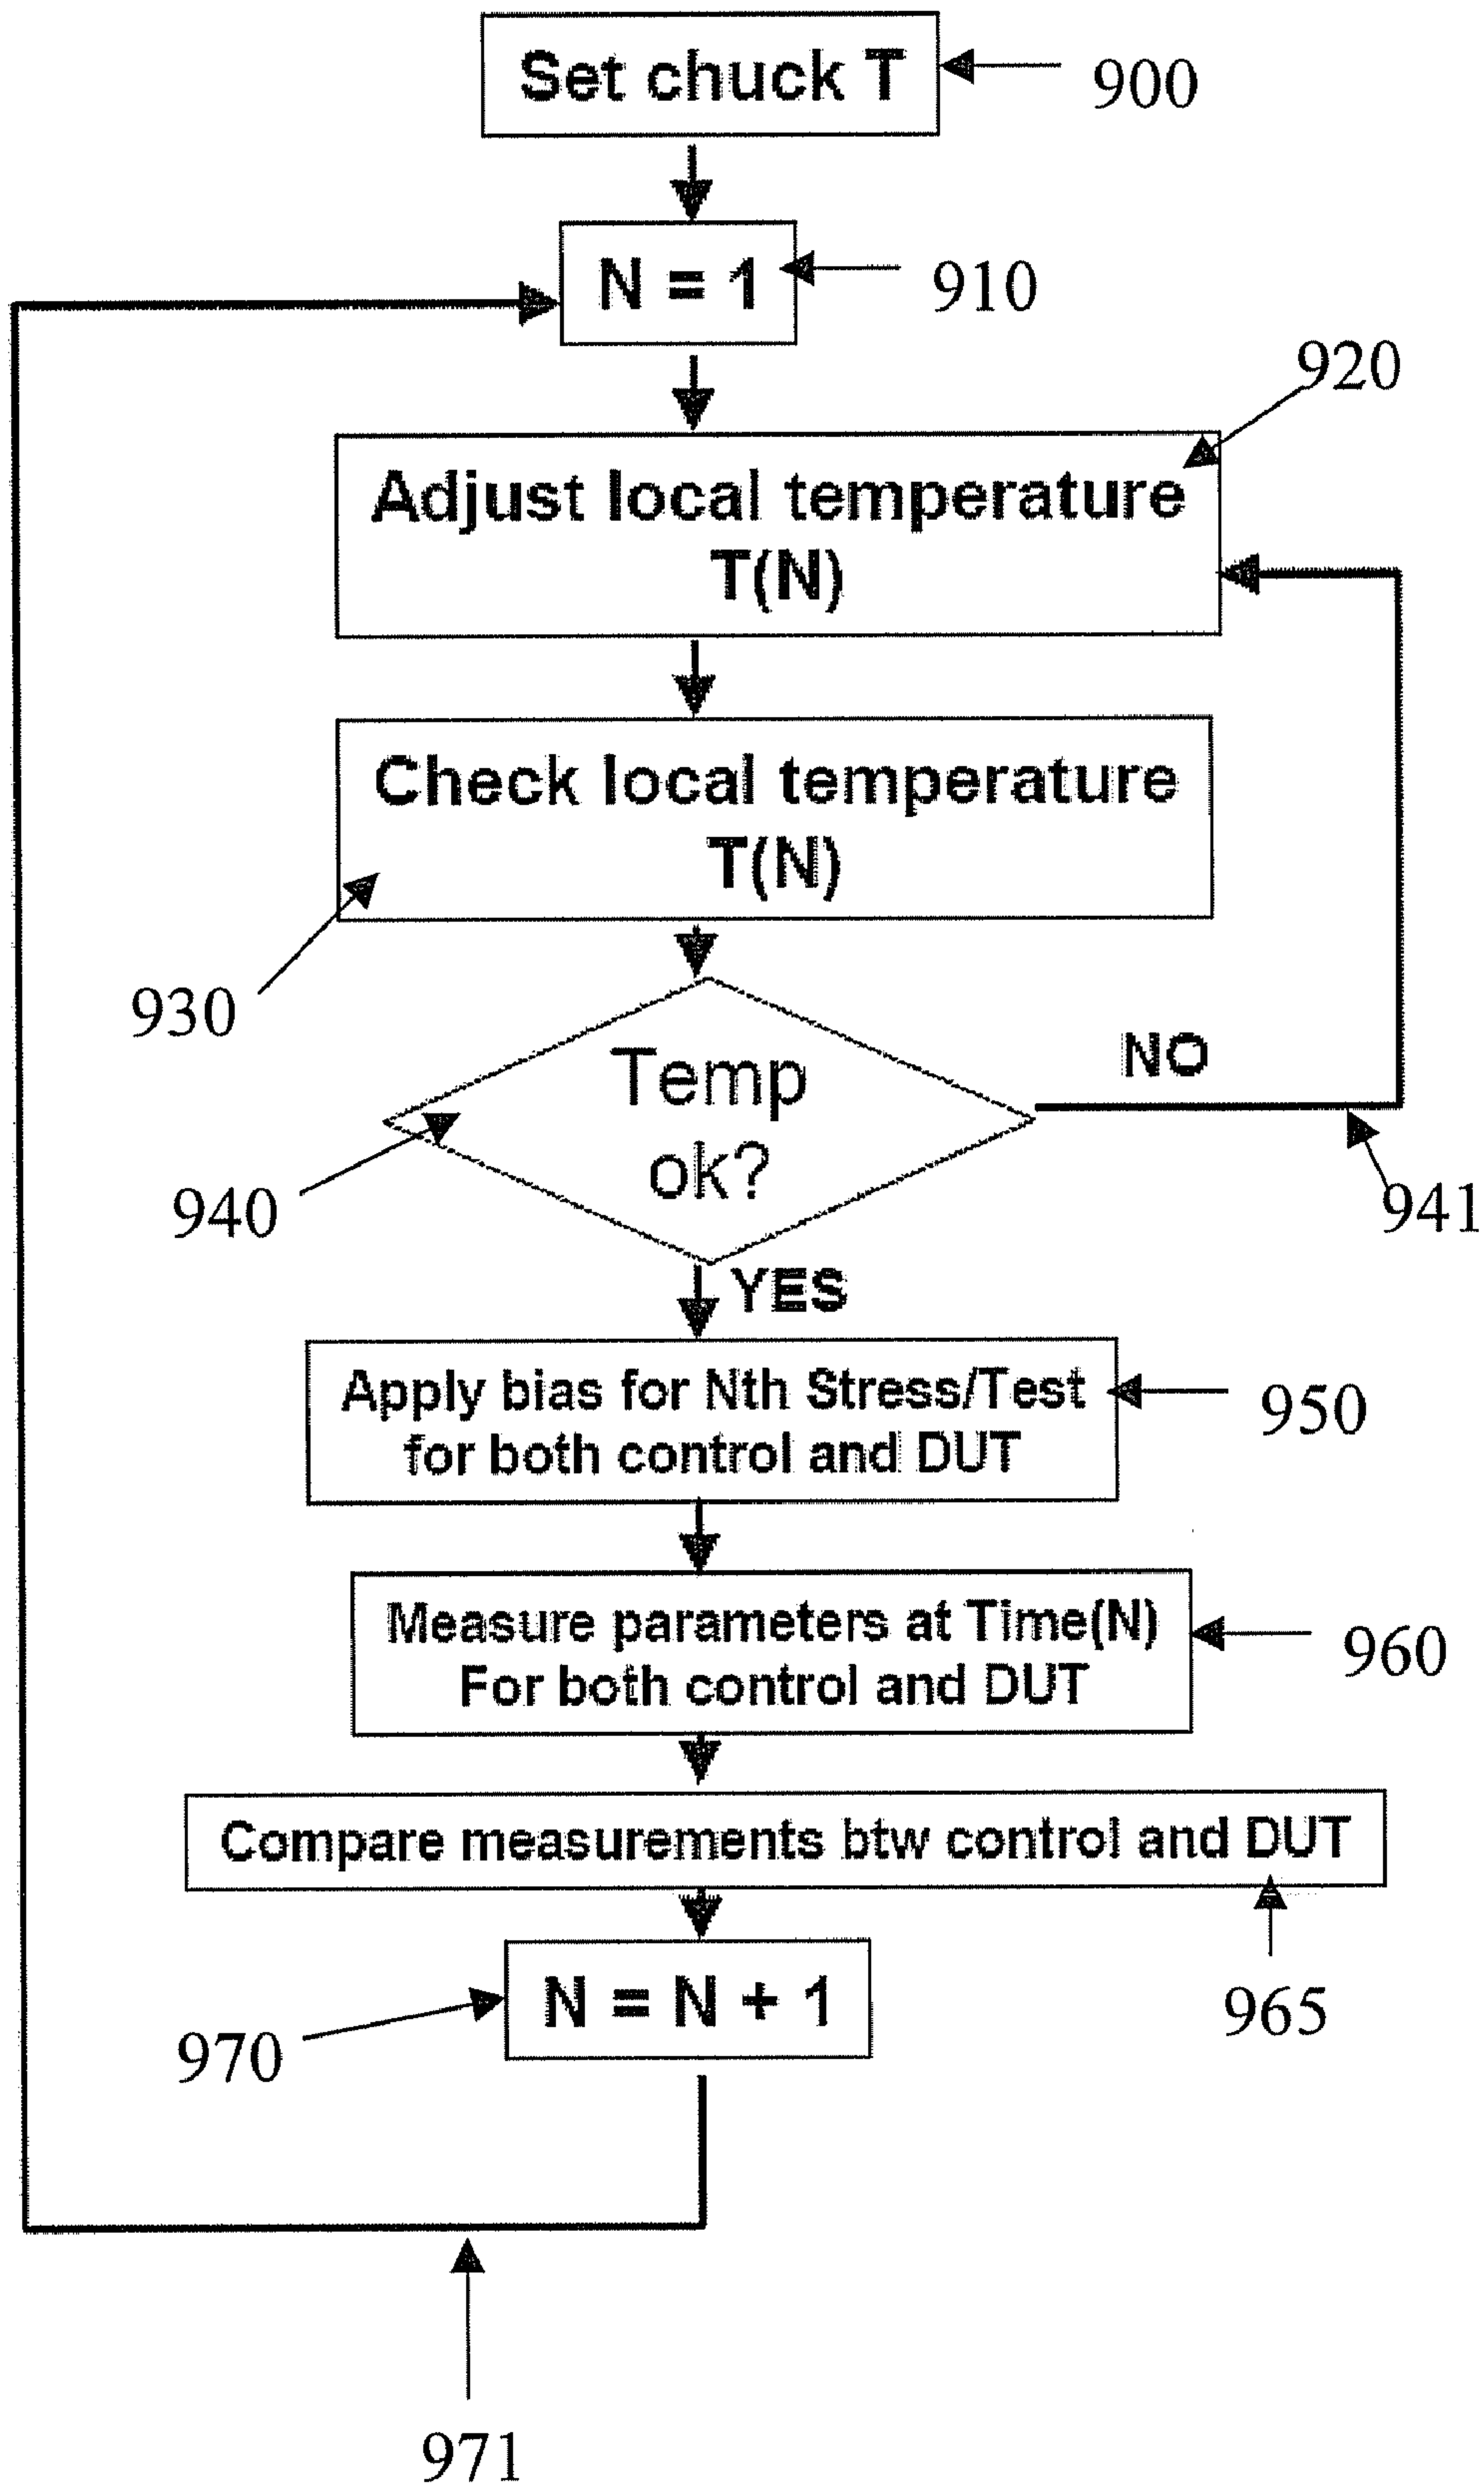 Set chuck T
900
N = 1
910
920
Adjust local temperature
T(N)
Check local temperature
T(N)
930
Temp
ok?
NO
940
941
YES
Apply bias for Nth Stress/Test
for both control and DUT
950
Measure parameters at Time(N)
For both control and DUT
960
Compare measurements btw control and DUT
965
N = N + 1
970
971